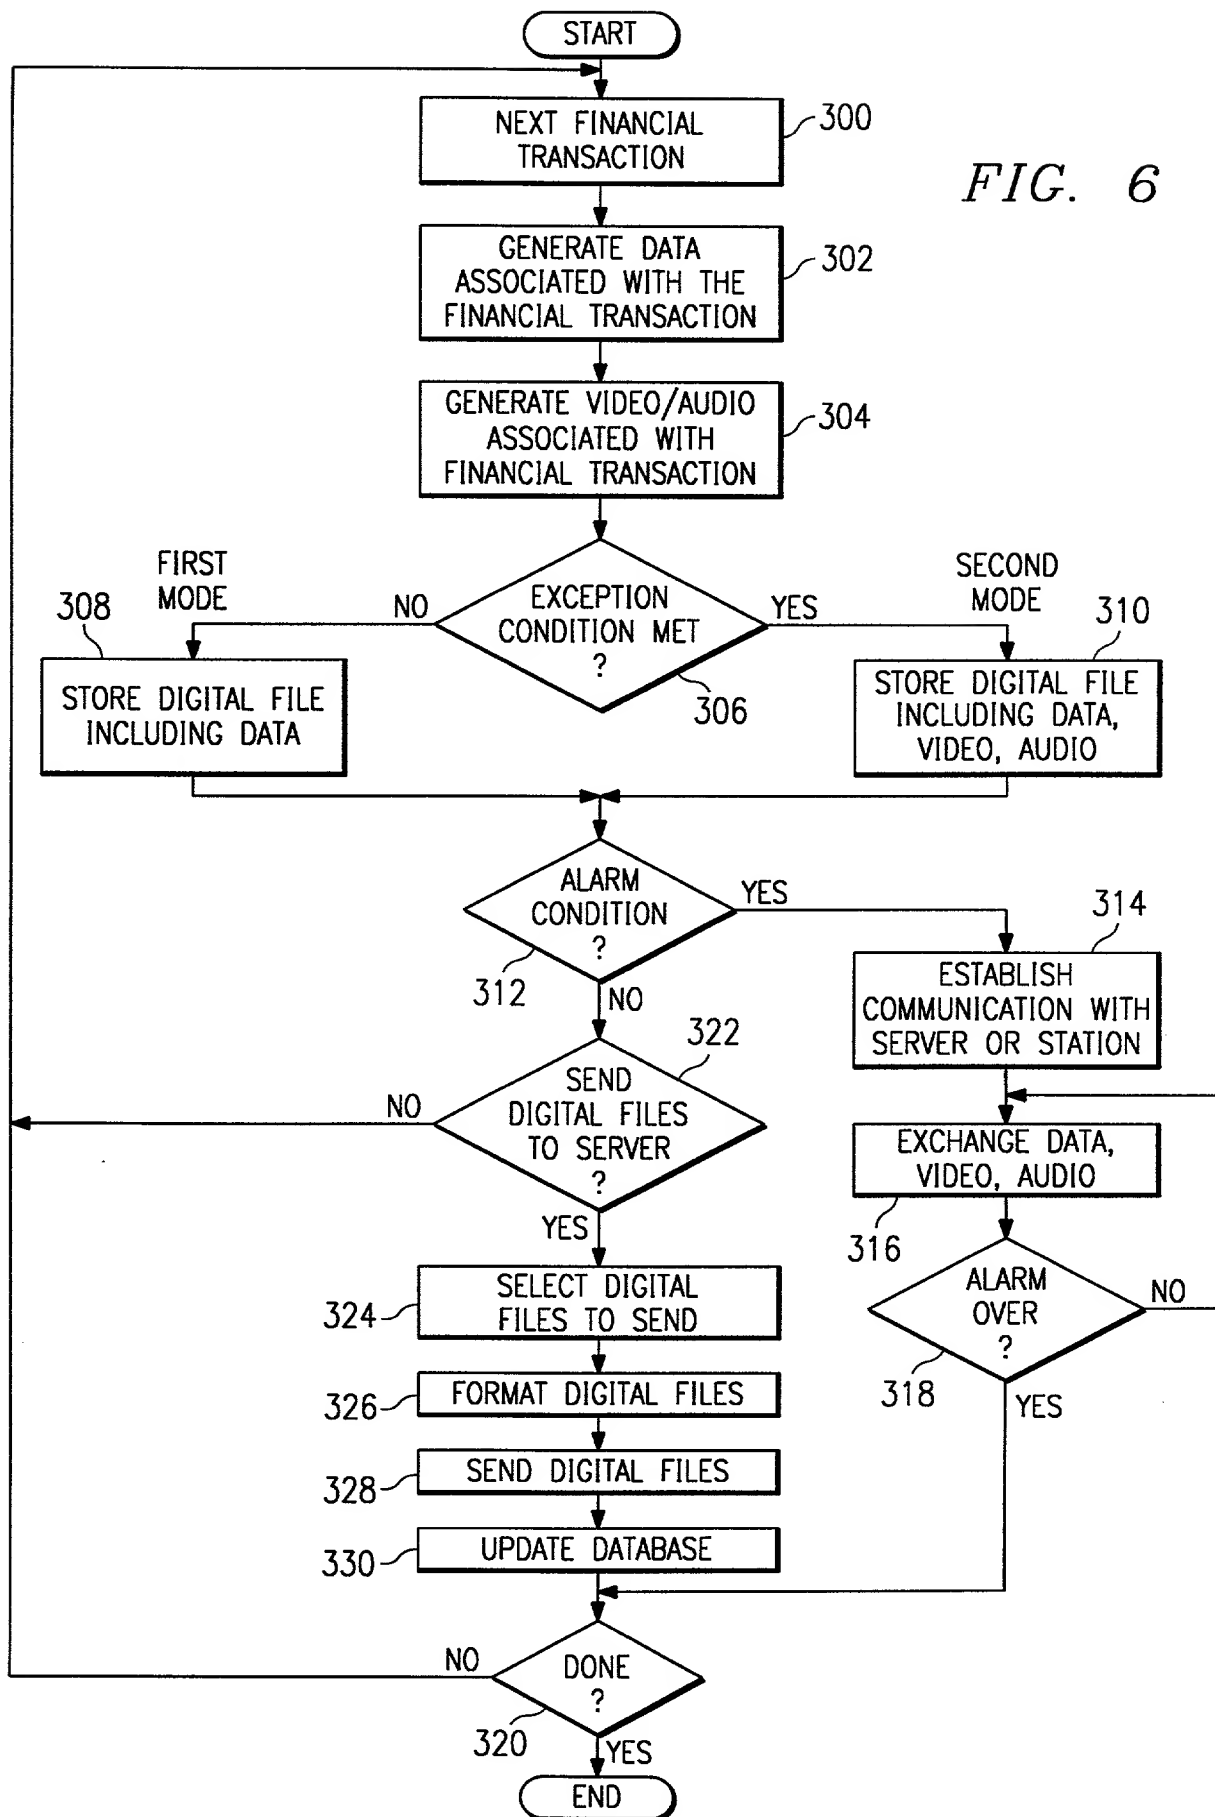 START
NEXT FINANCIAL
TRANSACTION
300
FIG. 6
GENERATE DATA
ASSOCIATED WITH THE
FINANCIAL TRANSACTION
302
GENERATE VIDEO/AUDIO
ASSOCIATED WITH
FINANCIAL TRANSACTION
304
FIRST
MODE
NO
EXCEPTION
CONDITION MET
?
306
YES
SECOND
MODE
308
STORE DIGITAL FILE
INCLUDING DATA
310
STORE DIGITAL FILE
INCLUDING DATA,
VIDEO, AUDIO
ALARM
CONDITION
?
312
YES
NO
314
ESTABLISH
COMMUNICATION WITH
SERVER OR STATION
322
SEND
DIGITAL FILES
TO SERVER
?
NO
YES
EXCHANGE DATA,
VIDEO, AUDIO
316
ALARM
OVER
?
318
NO
YES
324
SELECT DIGITAL
FILES TO SEND
326
FORMAT DIGITAL FILES
328
SEND DIGITAL FILES
330
UPDATE DATABASE
NO
DONE
?
320
YES
END